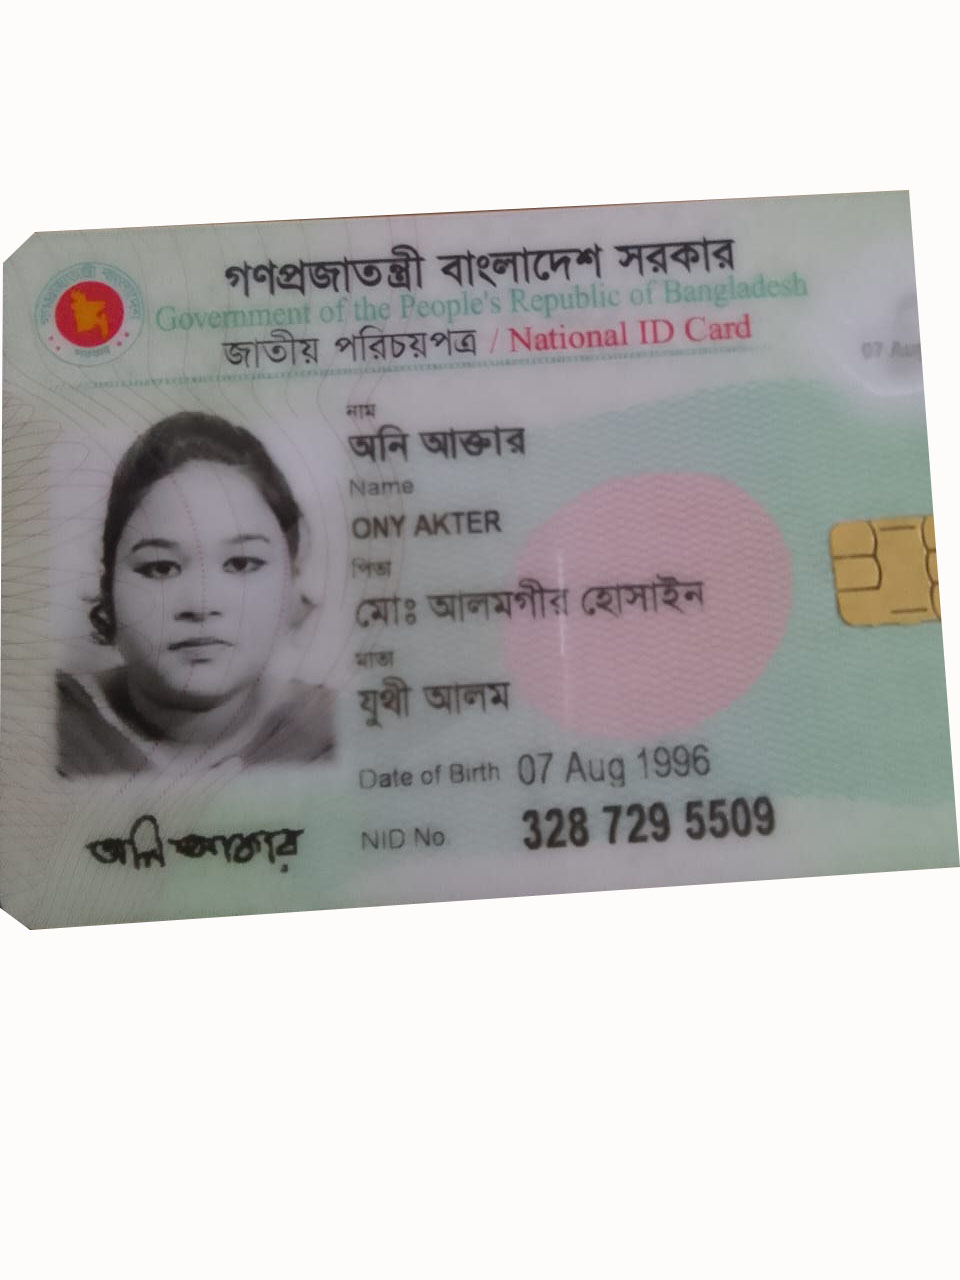 গণপ্রজাতন্ত্রী বাংলাদেশ সরকার
Government of the People's Republic of Bangladesh
জাতীয় পরিচয়পত্র / National ID Card
07 Aug
নাম
অনি আক্তার
Name
ONY AKTER
পিতা
মোঃ আলমগীর হোসাইন
মাতা
যুথী আলম
Date of Birth 07 Aug 1996
NID No. 328 729 5509
অনি আক্তার